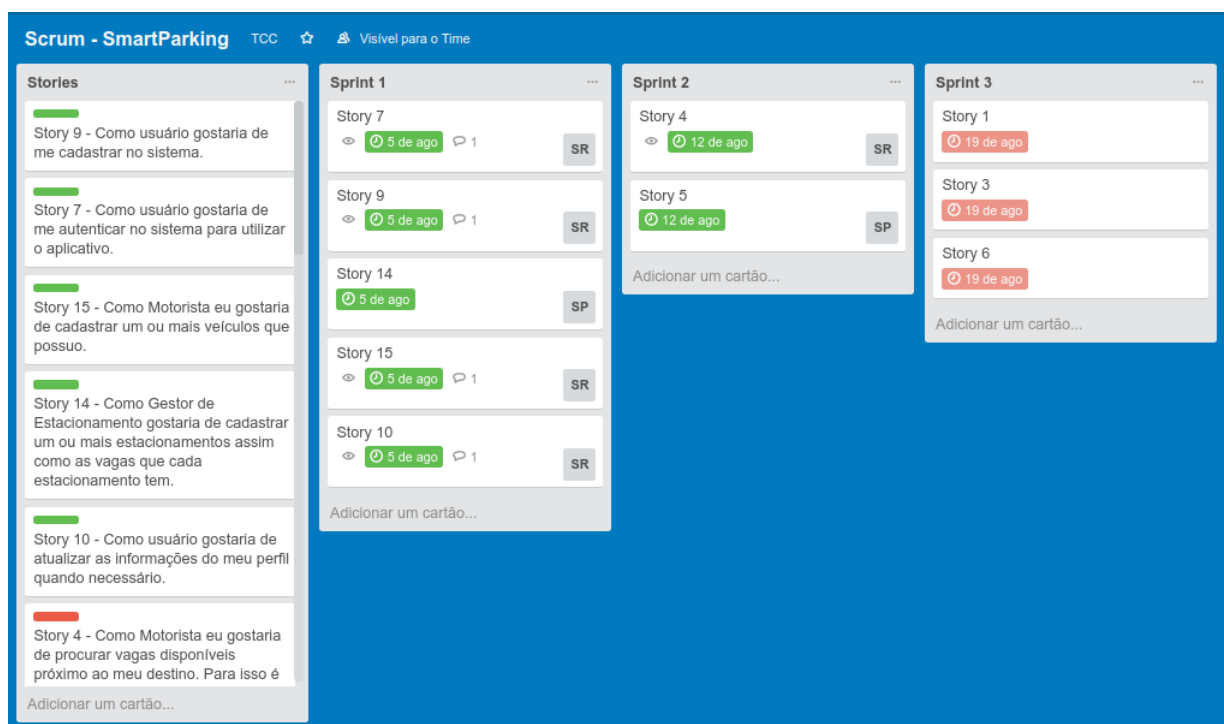 Scrum - SmartParking TCC Visível para o Time
Stories
Story 9 - Como usuário gostaria de
me cadastrar no sistema.
Story 7 - Como usuário gostaria de
me autenticar no sistema para utilizar
o aplicativo.
Story 15 - Como Motorista eu gostaria
de cadastrar um ou mais veículos que
possuo.
Story 14 - Como Gestor de
Estacionamento gostaria de cadastrar
um ou mais estacionamentos assim
como as vagas que cada
estacionamento tem.
Story 10 - Como usuário gostaria de
atualizar as informações do meu perfil
quando necessário.
Story 4 - Como Motorista eu gostaria
de procurar vagas disponíveis
próximo ao meu destino. Para isso é
Adicionar um cartão...
Sprint 1
Story 7
5 de ago 1
SR
Story 9
5 de ago 1
SR
Story 14
5 de ago
SP
Story 15
5 de ago 1
SR
Story 10
5 de ago 1
SR
Adicionar um cartão...
Sprint 2
Story 4
12 de ago
SR
Story 5
12 de ago
SP
Adicionar um cartão...
Sprint 3
Story 1
19 de ago
Story 3
19 de ago
Story 6
19 de ago
Adicionar um cartão...